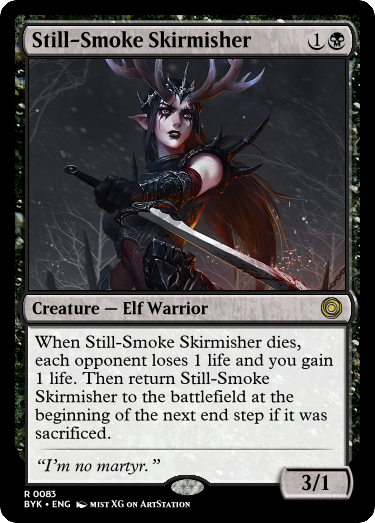 Still-Smoke Skirmisher 1
Creature — Elf Warrior
When Still-Smoke Skirmisher dies,
each opponent loses 1 life and you gain
1 life. Then return Still-Smoke
Skirmisher to the battlefield at the
beginning of the next end step if it was
sacrificed.
“I’m no martyr.”
3/1
R 0083
BYK • ENG MIST XG ON ARTSTATION